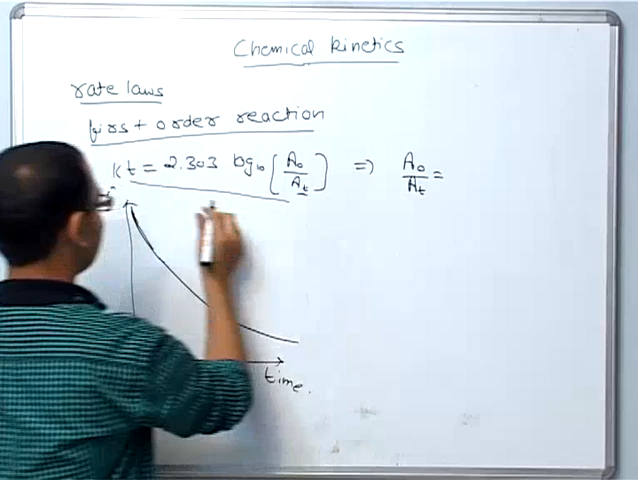 Chemical kinetics
rate laws
first order reaction
kt = 2.303 log₁₀ [A₀/Aₜ] ⇒ A₀/Aₜ =
time.